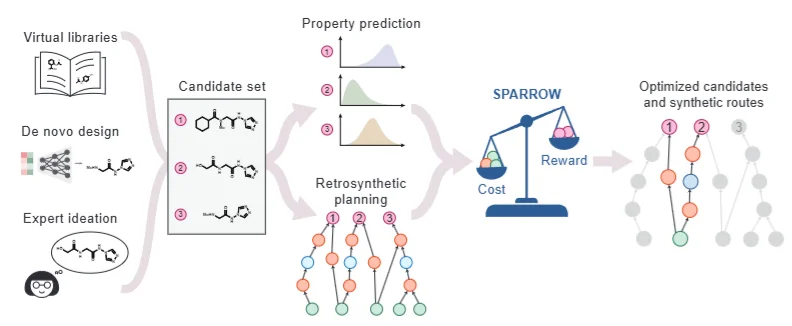 Virtual libraries
De novo design
Expert ideation
Candidate set
1
2
3
Property prediction
1
2
3
Retrosynthetic
planning
1 2 3
SPARROW
Cost
Reward
Optimized candidates
and synthetic routes
1 2 3